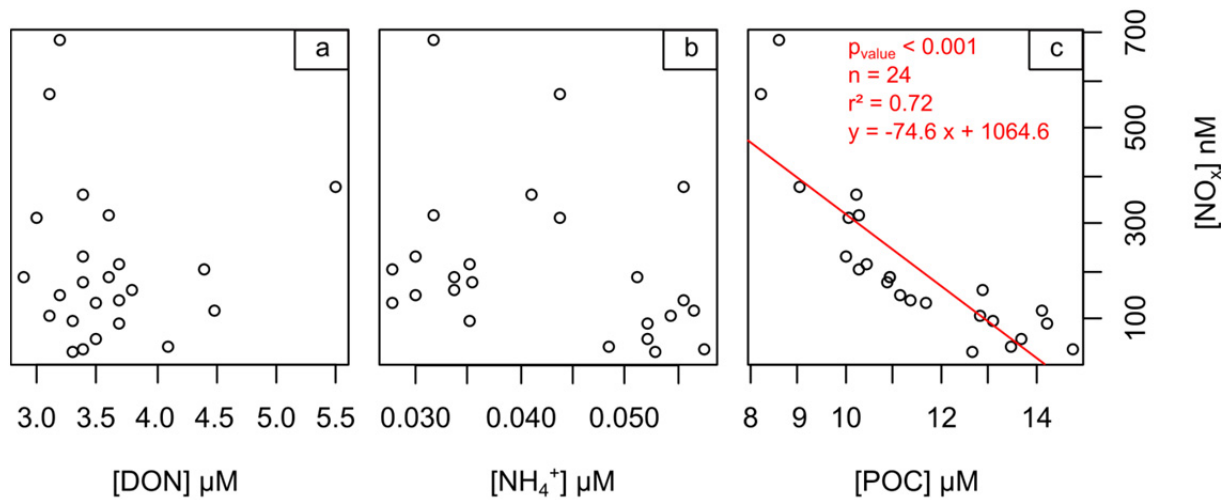 a
b
c
p_value < 0.001
n = 24
r² = 0.72
y = -74.6 x + 1064.6
700
500
300
100
[NOₓ] nM
3.0 3.5 4.0 4.5 5.0 5.5
0.030 0.040 0.050
8 9 10 12 14
[DON] µM
[NH₄⁺] µM
[POC] µM